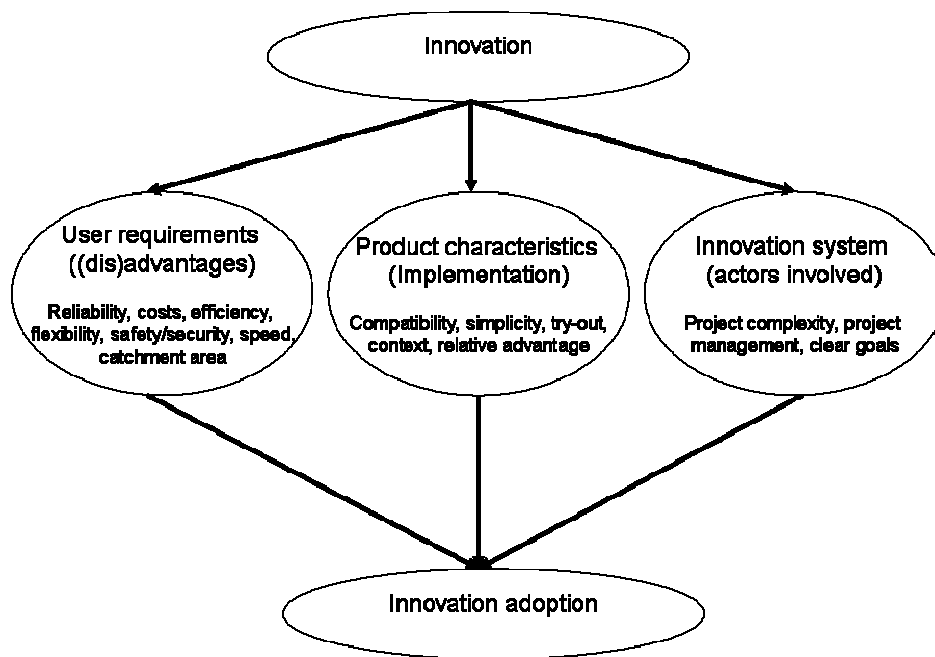 Innovation
User requirements
((dis)advantages)
Reliability, costs, efficiency,
flexibility, safety/security, speed,
catchment area
Product characteristics
(Implementation)
Compatibility, simplicity, try-out,
context, relative advantage
Innovation system
(actors involved)
Project complexity, project
management, clear goals
Innovation adoption